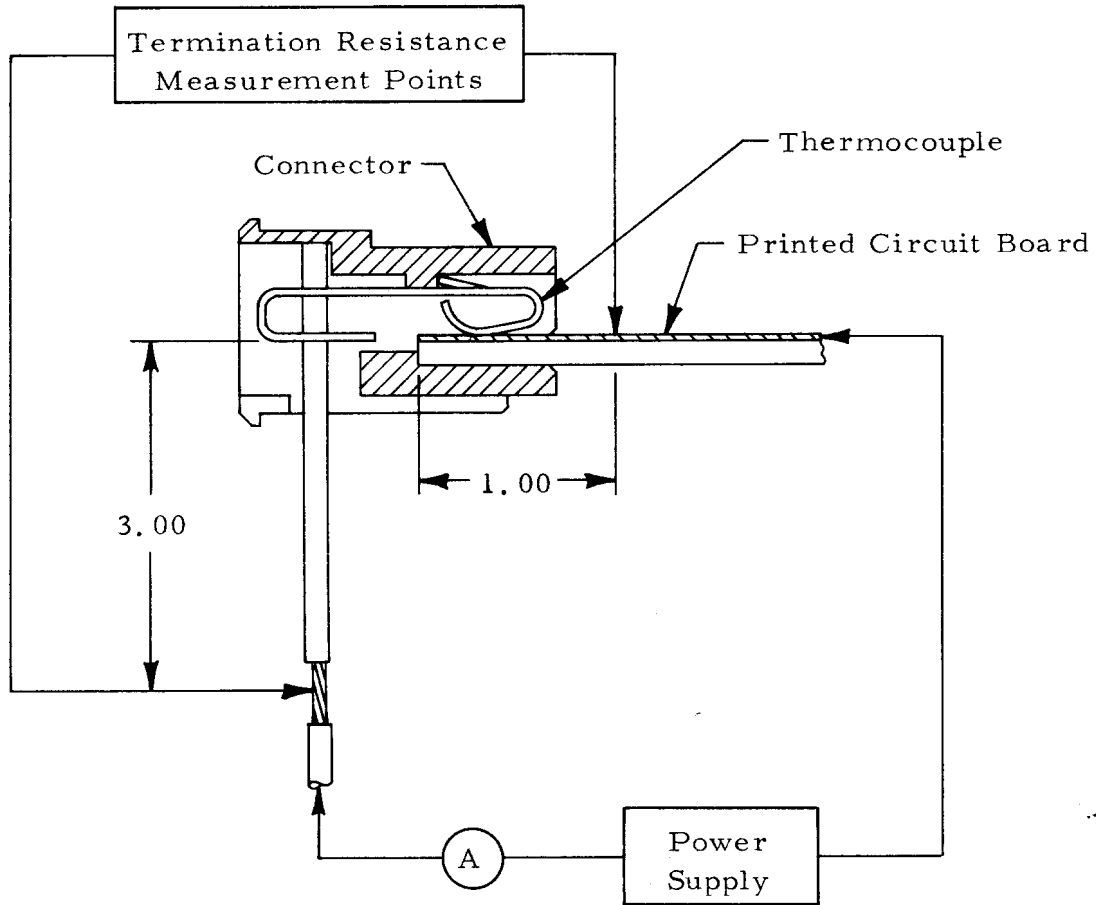 Termination Resistance
Measurement Points
Thermocouple
Connector
Printed Circuit Board
1.00
3.00
A
Power
Supply